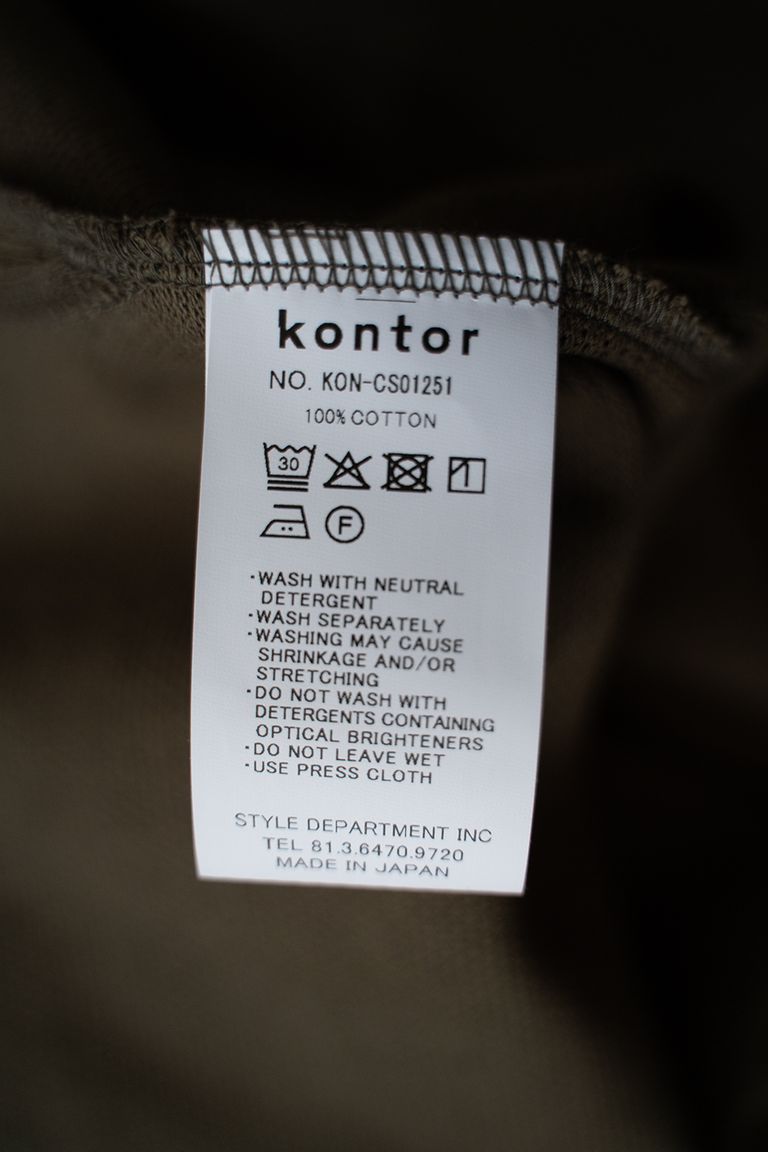 kontor
NO. KON-CS01251
100% COTTON
30
F
·WASH WITH NEUTRAL
DETERGENT
·WASH SEPARATELY
·WASHING MAY CAUSE
SHRINKAGE AND/OR
STRETCHING
·DO NOT WASH WITH
DETERGENTS CONTAINING
OPTICAL BRIGHTENERS
·DO NOT LEAVE WET
·USE PRESS CLOTH
STYLE DEPARTMENT INC
TEL 81.3.6470.9720
MADE IN JAPAN